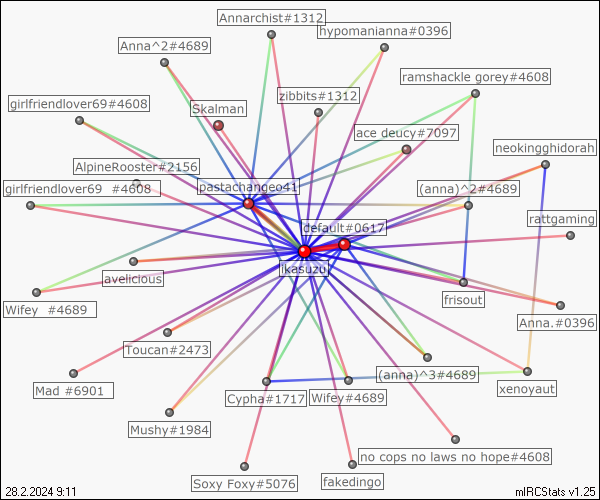 Annarchist#1312
hypomanianna#0396
Anna^2#4689
ramshackle gorey#4608
zibbits#1312
girlfriendlover69#4608
Skalman
ace deucy#7097
neokingghidorah
AlpineRooster#2156
girlfriendlover69 #4608
pastachangeo41
(anna)^2#4689
rattgaming
default#0617
Ikasuzu
avelicious
frisout
Wifey #4689
Anna.#0396
Toucan#2473
(anna)^3#4689
Mad #6901
Cypha#1717
Wifey#4689
xenoyaut
Mushy#1984
no cops no laws no hope#4608
Soxy Foxy#5076
fakedingo
28.2.2024 9:11
mIRCStats v1.25